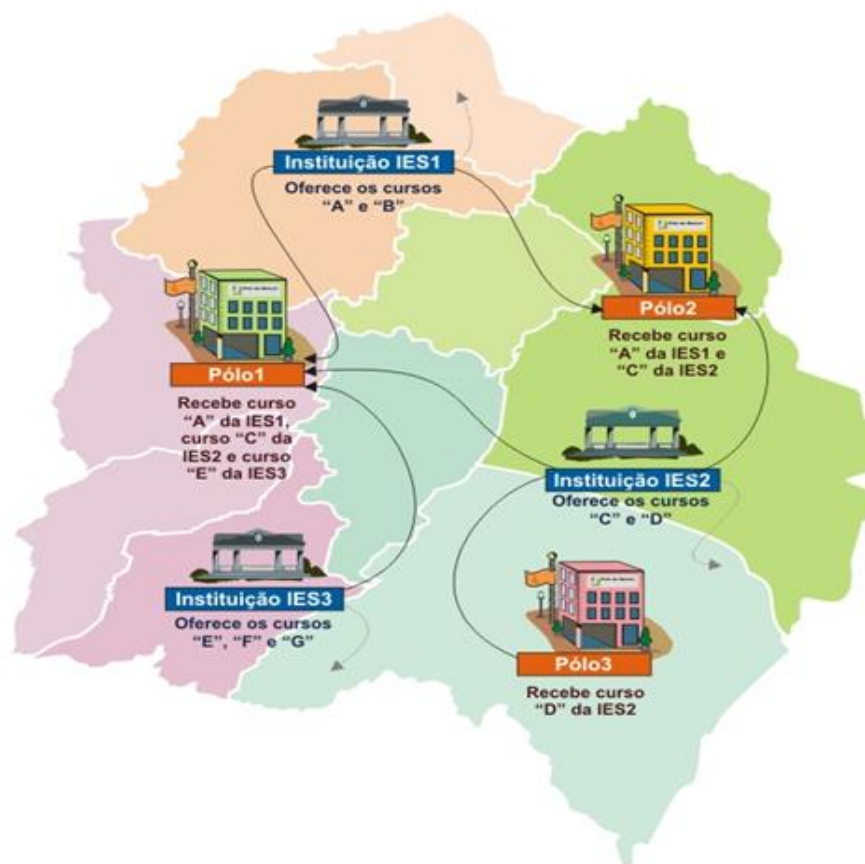 Instituição IES1
Oferece os cursos
“A” e “B”
Pólo2
Recebe curso
“A” da IES1 e
“C” da IES2
Pólo1
Recebe curso
“A” da IES1,
curso “C” da
IES2 e curso
“E” da IES3
Instituição IES2
Oferece os cursos
“C” e “D”
Instituição IES3
Oferece os cursos
“E”, “F” e “G”
Pólo3
Recebe curso
“D” da IES2